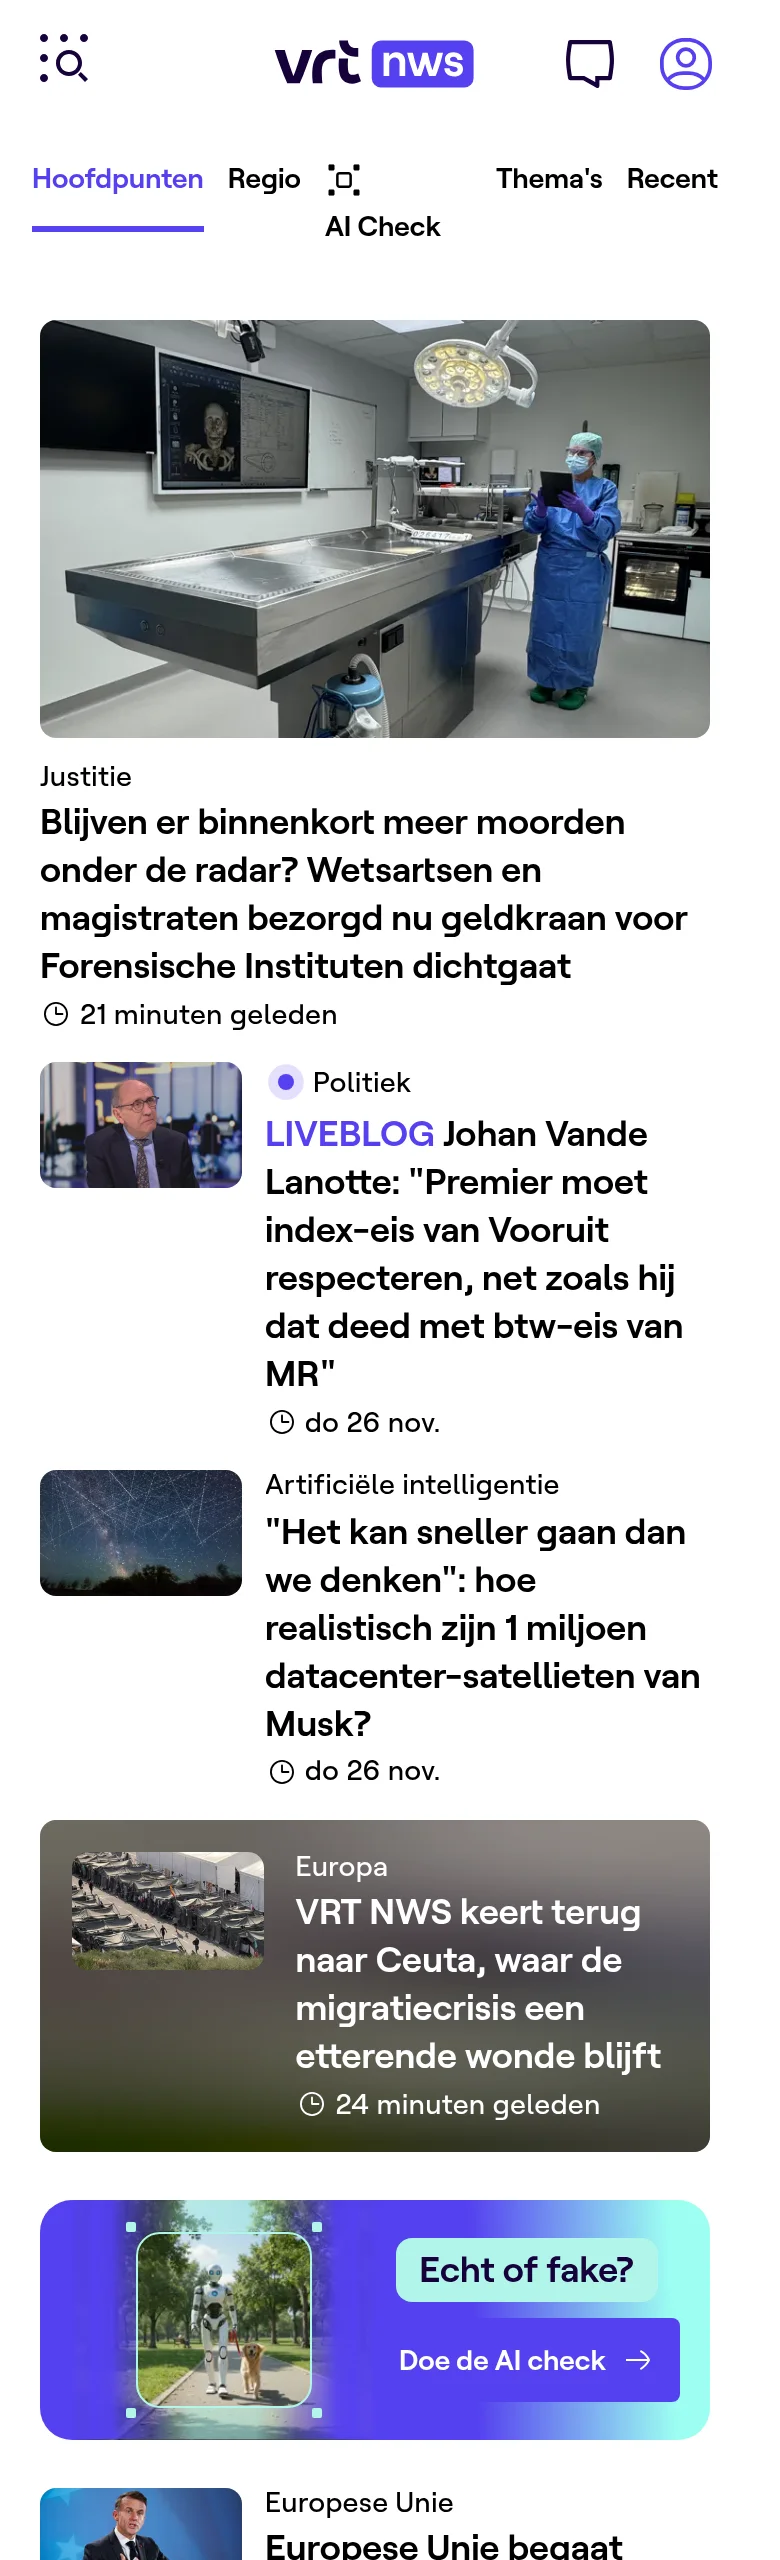 vrt nws
Hoofdpunten Regio AI Check Thema's Recent
Justitie
Blijven er binnenkort meer moorden
onder de radar? Wetsartsen en
magistraten bezorgd nu geldkraan voor
Forensische Instituten dichtgaat
21 minuten geleden
Politiek
LIVEBLOG Johan Vande
Lanotte: "Premier moet
index-eis van Vooruit
respecteren, net zoals hij
dat deed met btw-eis van
MR"
do 26 nov.
Artificiële intelligentie
"Het kan sneller gaan dan
we denken": hoe
realistisch zijn 1 miljoen
datacenter-satellieten van
Musk?
do 26 nov.
Europa
VRT NWS keert terug
naar Ceuta, waar de
migratiecrisis een
etterende wonde blijft
24 minuten geleden
Echt of fake?
Doe de AI check
Europese Unie
Europese Unie begaat